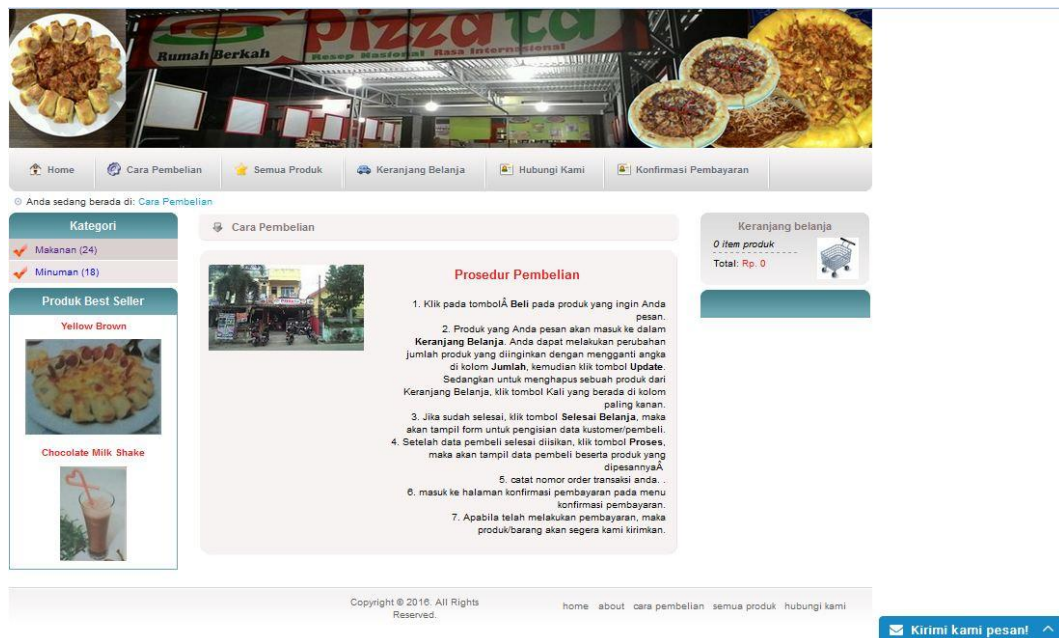 Rumah Berkah
pizza ta
Resep Nasional Rasa Internasional
Home
Cara Pembelian
Semua Produk
Keranjang Belanja
Hubungi Kami
Konfirmasi Pembayaran
Anda sedang berada di: Cara Pembelian
Kategori
Makanan (24)
Minuman (18)
Produk Best Seller
Yellow Brown
Chocolate Milk Shake
Cara Pembelian
Prosedur Pembelian
1. Klik pada tombolÂ Beli pada produk yang ingin Anda
pesan.
2. Produk yang Anda pesan akan masuk ke dalam
Keranjang Belanja. Anda dapat melakukan perubahan
jumlah produk yang diinginkan dengan mengganti angka
di kolom Jumlah, kemudian klik tombol Update.
Sedangkan untuk menghapus sebuah produk dari
Keranjang Belanja, klik tombol Kali yang berada di kolom
paling kanan.
3. Jika sudah selesai, klik tombol Selesai Belanja, maka
akan tampil form untuk pengisian data kustomer/pembeli.
4. Setelah data pembeli selesai diisikan, klik tombol Proses,
maka akan tampil data pembeli beserta produk yang
dipesannyaÂ
5. catat nomor order transaksi anda. .
6. masuk ke halaman konfirmasi pembayaran pada menu
konfirmasi pembayaran.
7. Apabila telah melakukan pembayaran, maka
produk/barang akan segera kami kirimkan.
Keranjang belanja
0 item produk
Total: Rp. 0
Copyright © 2016. All Rights
Reserved.
home about cara pembelian semua produk hubungi kami
Kirimi kami pesan!